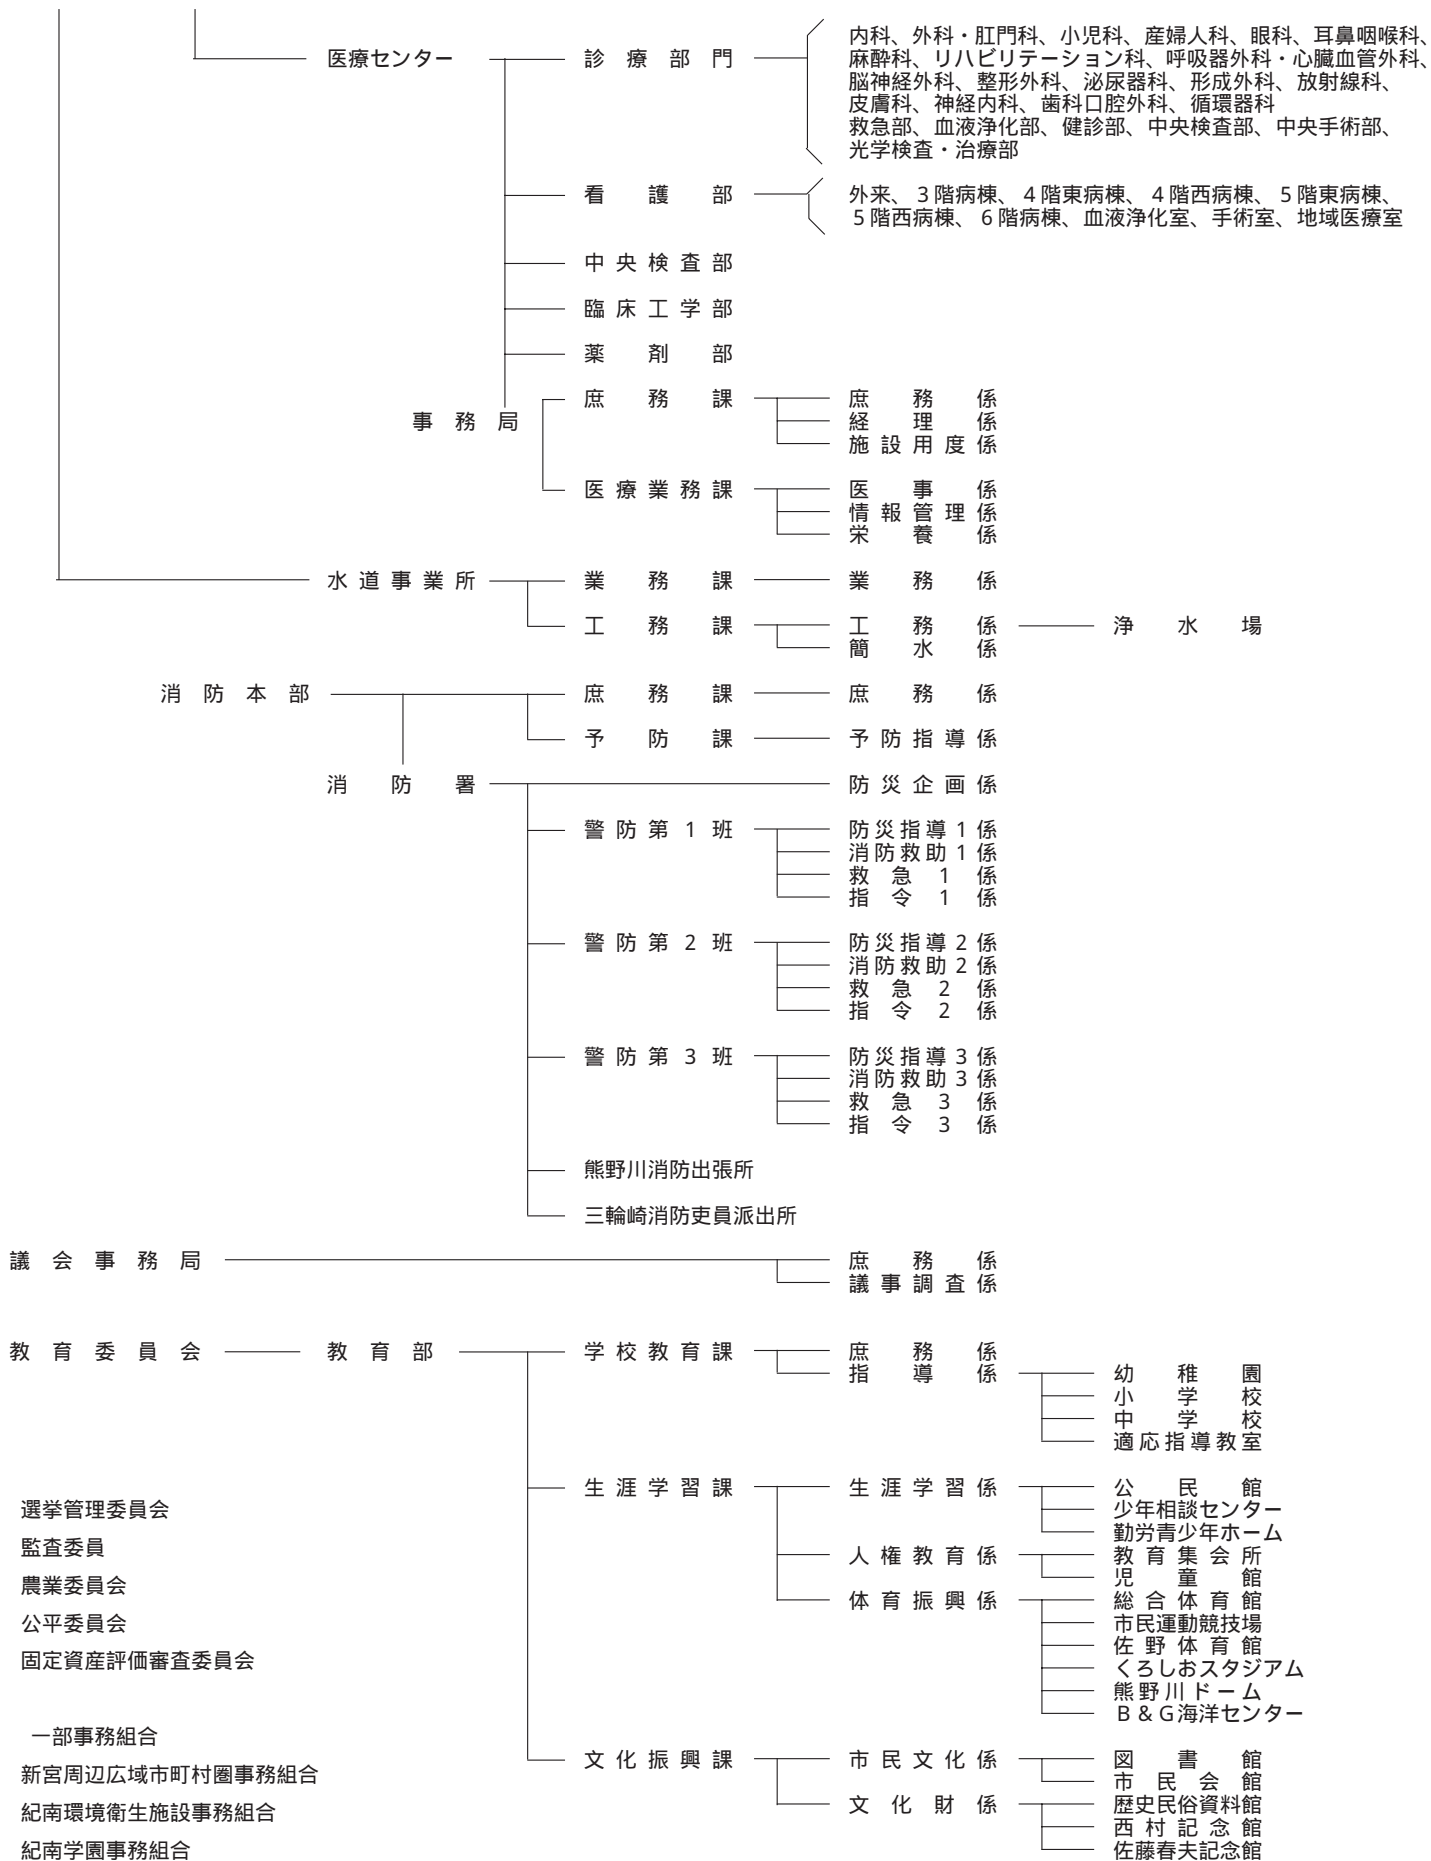 医療センター 診療部門 内科、外科・肛門科、小児科、産婦人科、眼科、耳鼻咽喉科、
麻酔科、リハビリテーション科、呼吸器外科・心臓血管外科、
脳神経外科、整形外科、泌尿器科、形成外科、放射線科、
皮膚科、神経内科、歯科口腔外科、循環器科
救急部、血液浄化部、健診部、中央検査部、中央手術部、
光学検査・治療部
看護部 外来、3階病棟、4階東病棟、4階西病棟、5階東病棟、
5階西病棟、6階病棟、血液浄化室、手術室、地域医療室
中央検査部
臨床工学部
薬剤部
事務局 庶務課 庶務係
経理係
施設用度係
医療業務課 医事係
情報管理係
栄養係
水道事業所 業務課 業務係
工務課 工務係 浄水場
簡水係
消防本部 庶務課 庶務係
予防課 予防指導係
消防署 防災企画係
警防第1班 防災指導1係
消防救助1係
救急1係
指令1係
警防第2班 防災指導2係
消防救助2係
救急2係
指令2係
警防第3班 防災指導3係
消防救助3係
救急3係
指令3係
熊野川消防出張所
三輪崎消防吏員派出所
議会事務局 庶務係
議事調査係
教育委員会 教育部 学校教育課 庶務係
指導係 幼稚園
小学校
中学校
適応指導教室
生涯学習課 生涯学習係 公民館
少年相談センター
勤労青少年ホーム
人権教育係 教育集会所
児童館
体育振興係 総合体育館
市民運動競技場
佐野体育館
くろしおスタジアム
熊野川ドーム
B&G海洋センター
文化振興課 市民文化係 図書館
市民会館
文化財係 歴史民俗資料館
西村記念館
佐藤春夫記念館
選挙管理委員会
監査委員
農業委員会
公平委員会
固定資産評価審査委員会
一部事務組合
新宮周辺広域市町村圏事務組合
紀南環境衛生施設事務組合
紀南学園事務組合